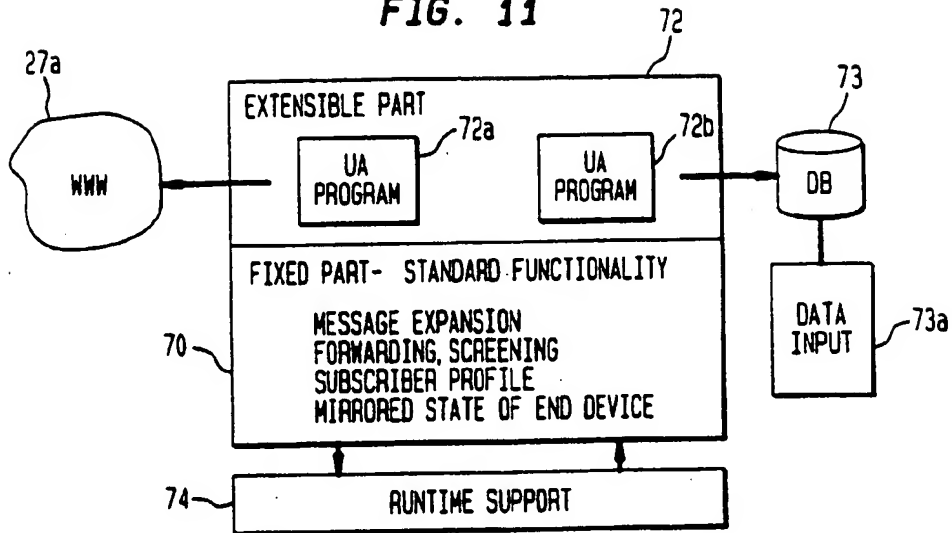 FIG. 11
72
27a
73
EXTENSIBLE PART
72a
72b
WWW
UA
PROGRAM
UA
PROGRAM
DB
FIXED PART- STANDARD FUNCTIONALITY
MESSAGE EXPANSION
FORWARDING, SCREENING
SUBSCRIBER PROFILE
MIRRORED STATE OF END DEVICE
70
DATA
INPUT
73a
74
RUNTIME SUPPORT